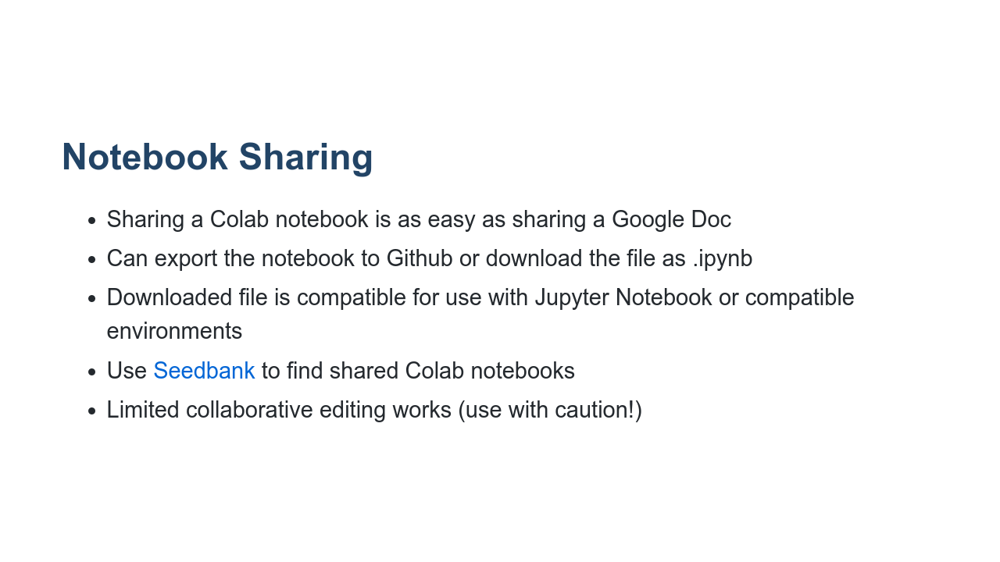 Notebook Sharing
• Sharing a Colab notebook is as easy as sharing a Google Doc
• Can export the notebook to Github or download the file as .ipynb
• Downloaded file is compatible for use with Jupyter Notebook or compatible
environments
• Use Seedbank to find shared Colab notebooks
• Limited collaborative editing works (use with caution!)